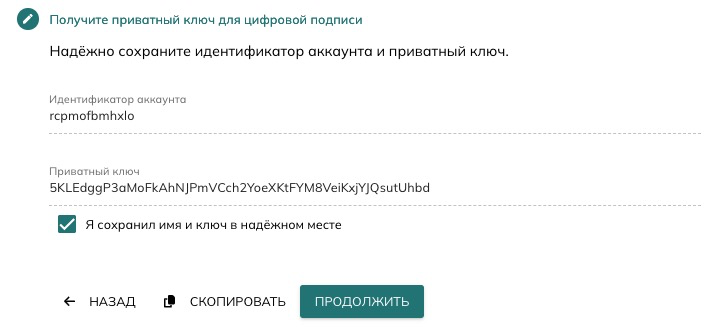 Получите приватный ключ для цифровой подписи
Надёжно сохраните идентификатор аккаунта и приватный ключ.
Идентификатор аккаунта
rcpmofbmhxlo
Приватный ключ
5KLEdggP3aMoFkAhNJPmVCch2YoeXKtFYM8VeiKxjYJQsutUhbd
Я сохранил имя и ключ в надёжном месте
НАЗАД СКОПИРОВАТЬ ПРОДОЛЖИТЬ